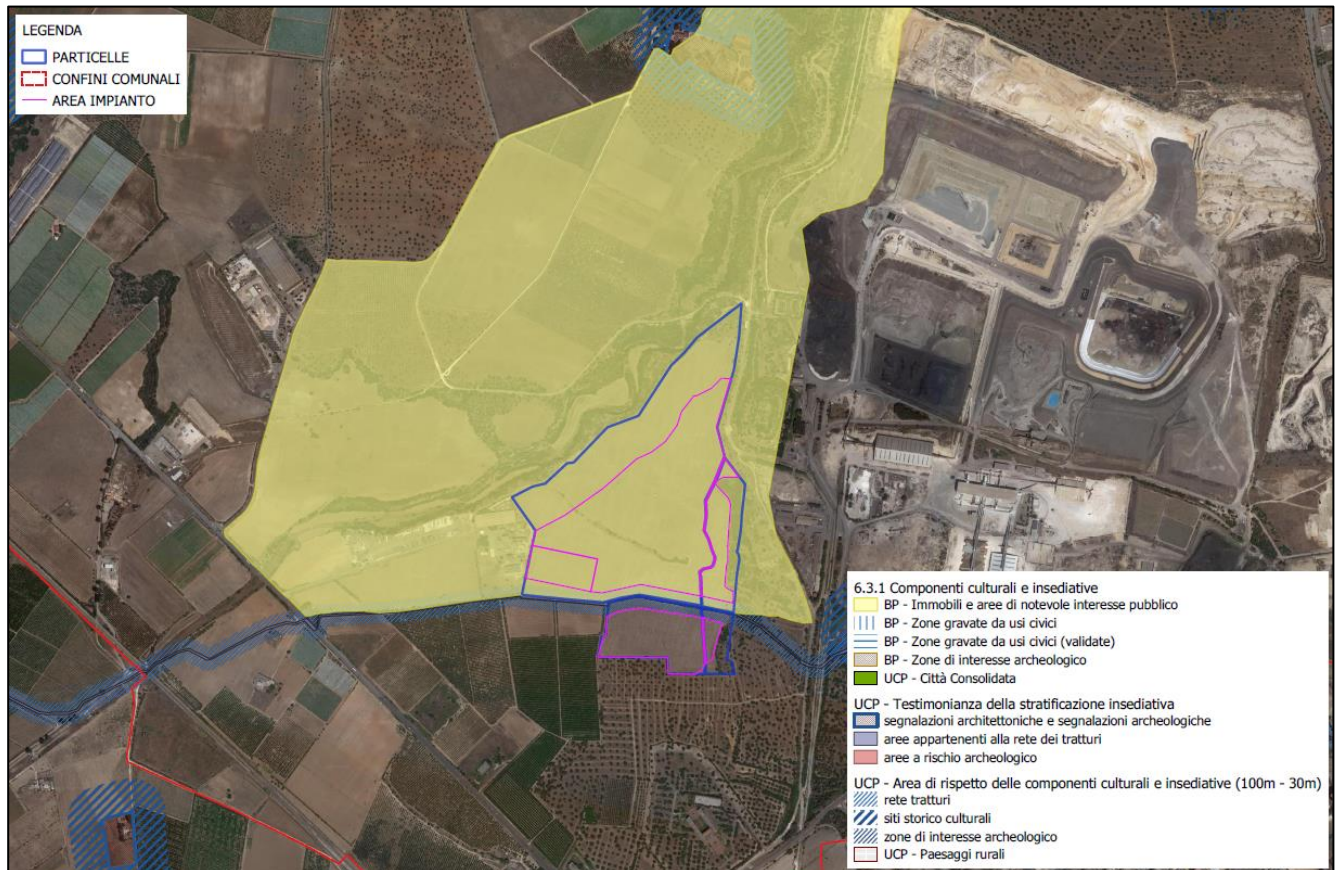 LEGENDA
PARTICELLE
CONFINI COMUNALI
AREA IMPIANTO
6.3.1 Componenti culturali e insediative
BP - Immobili e aree di notevole interesse pubblico
BP - Zone gravate da usi civici
BP - Zone gravate da usi civici (validate)
BP - Zone di interesse archeologico
UCP - Città Consolidata
UCP - Testimonianza della stratificazione insediativa
segnalazioni architettoniche e segnalazioni archeologiche
aree appartenenti alla rete dei tratturi
aree a rischio archeologico
UCP - Area di rispetto delle componenti culturali e insediative (100m - 30m)
rete tratturi
siti storico culturali
zone di interesse archeologico
UCP - Paesaggi rurali